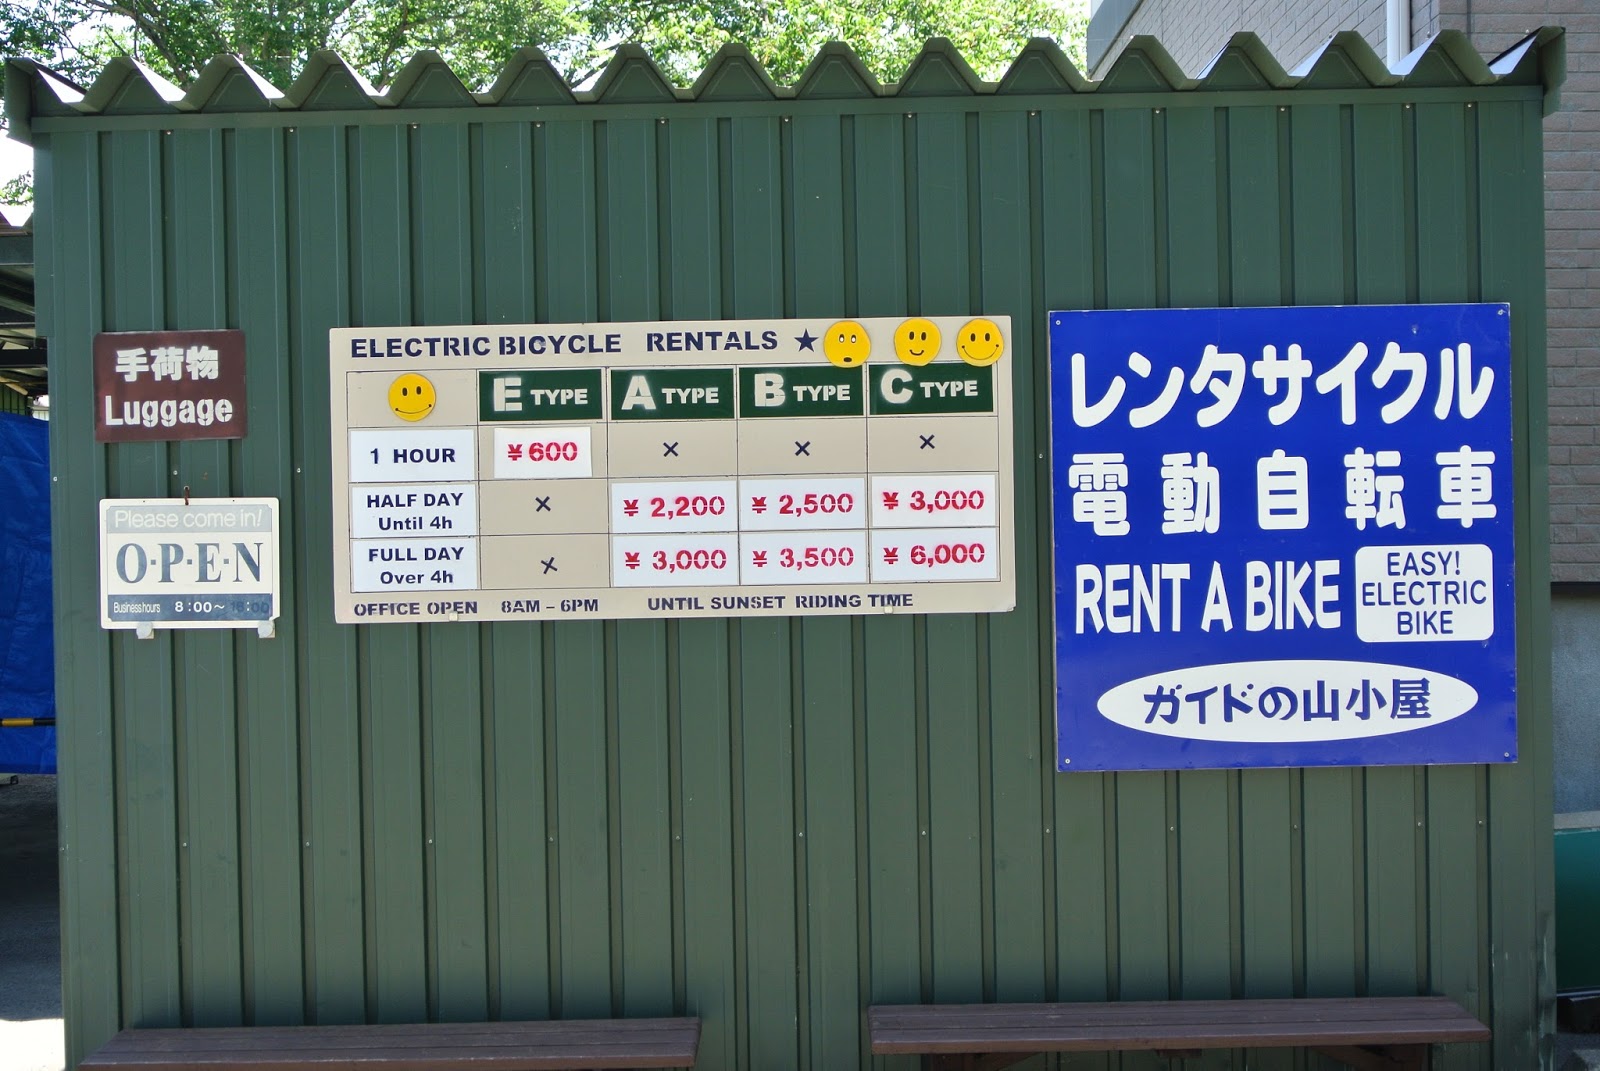 手荷物
Luggage
Please come in!
O·P·E·N
Business hours 8:00~18:00
ELECTRIC BICYCLE RENTALS ★
E TYPE A TYPE B TYPE C TYPE
1 HOUR ¥600 × × ×
HALF DAY Until 4h × ¥2,200 ¥2,500 ¥3,000
FULL DAY Over 4h × ¥3,000 ¥3,500 ¥6,000
OFFICE OPEN 8AM – 6PM UNTIL SUNSET RIDING TIME
レンタサイクル
電動自転車
RENT A BIKE
EASY!
ELECTRIC
BIKE
ガイドの山小屋